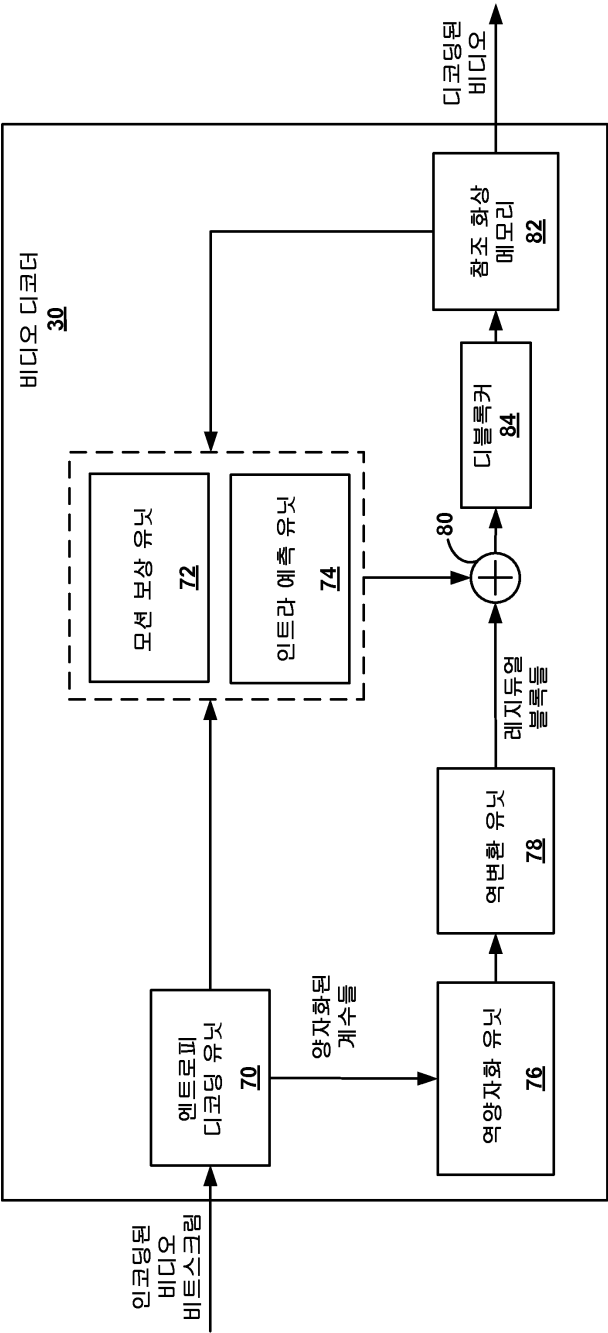 비디오 디코더
30
인코딩된
비디오
비트스크림
엔트로피
디코딩 유닛
70
모션 보상 유닛
72
인트라 예측 유닛
74
양자화된
계수들
역양자화 유닛
76
역변환 유닛
78
레지듀얼
블록들
80
디블록커
84
참조 화상
메모리
82
디코딩된
비디오